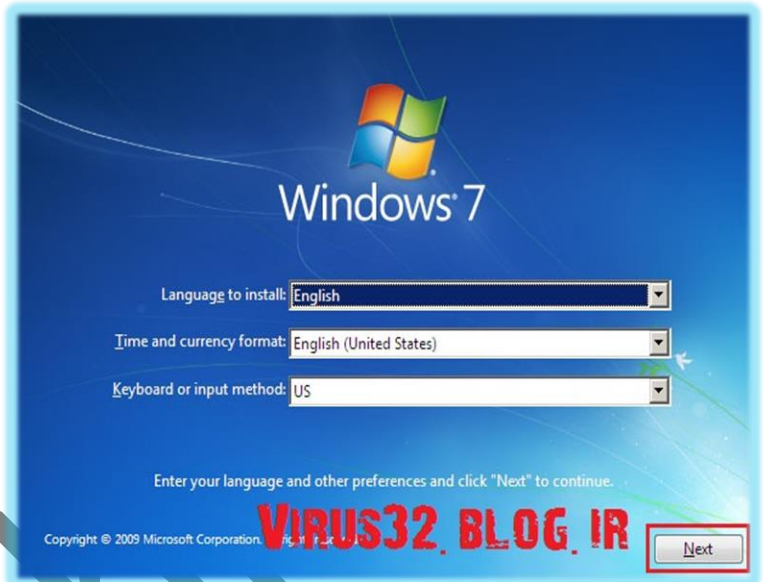 Windows® 7
Language to install: English
Time and currency format: English (United States)
Keyboard or input method: US
Enter your language and other preferences and click "Next" to continue.
Copyright © 2009 Microsoft Corporation.
VIRUS32.BLOG.IR
Next